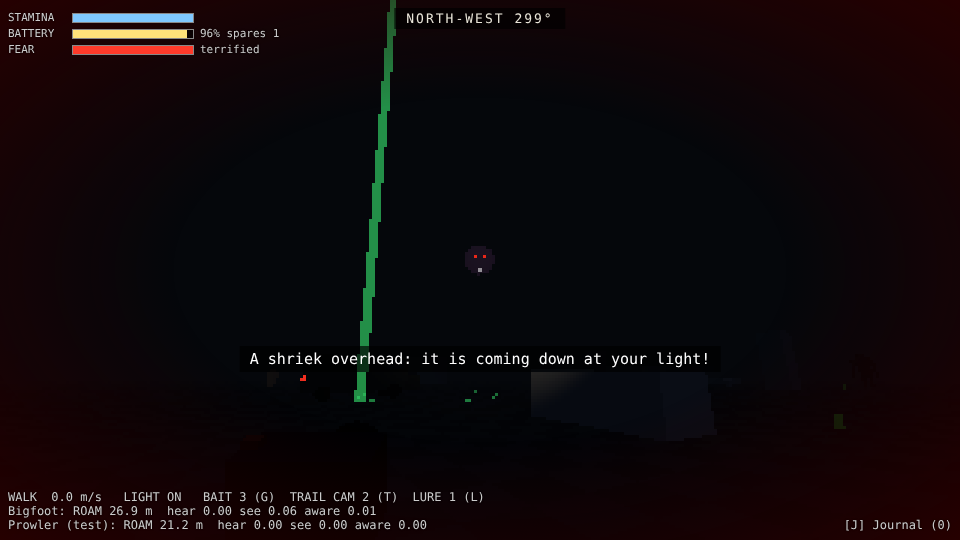 STAMINA
BATTERY 96% spares 1
FEAR terrified
NORTH-WEST 299°
A shriek overhead: it is coming down at your light!
WALK 0.0 m/s LIGHT ON BAIT 3 (G) TRAIL CAM 2 (T) LURE 1 (L)
Bigfoot: ROAM 26.9 m hear 0.00 see 0.06 aware 0.01
Prowler (test): ROAM 21.2 m hear 0.00 see 0.00 aware 0.00
[J] Journal (0)